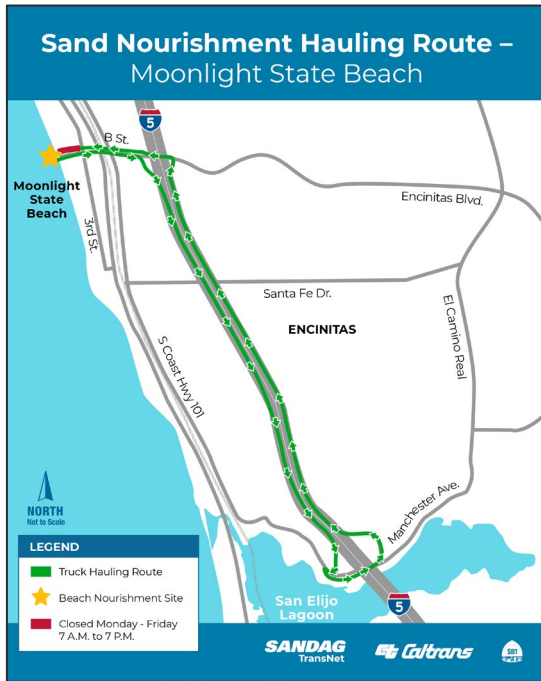 Sand Nourishment Hauling Route –
Moonlight State Beach
5
B St.
Moonlight
State
Beach
3rd St.
Encinitas Blvd.
Santa Fe Dr.
ENCINITAS
El Camino Real
S Coast Hwy 101
Manchester Ave.
NORTH
Not to Scale
LEGEND
Truck Hauling Route
Beach Nourishment Site
Closed Monday - Friday
7 A.M. to 7 P.M.
San Elijo
Lagoon
5
SANDAG
TransNet
Caltrans
SB1